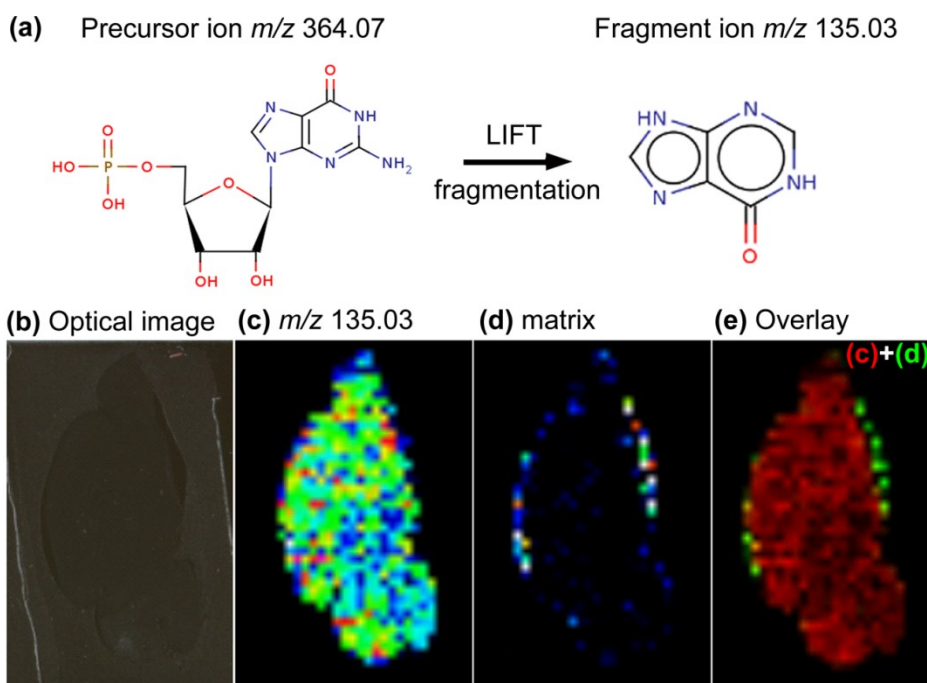 (a) Precursor ion m/z 364.07 Fragment ion m/z 135.03
O
N
NH
O
HO
P
O
OH
N
N
NH₂
O
OH
OH
LIFT
fragmentation
HN
N
N
NH
O
(b) Optical image (c) m/z 135.03 (d) matrix (e) Overlay
(c)+(d)